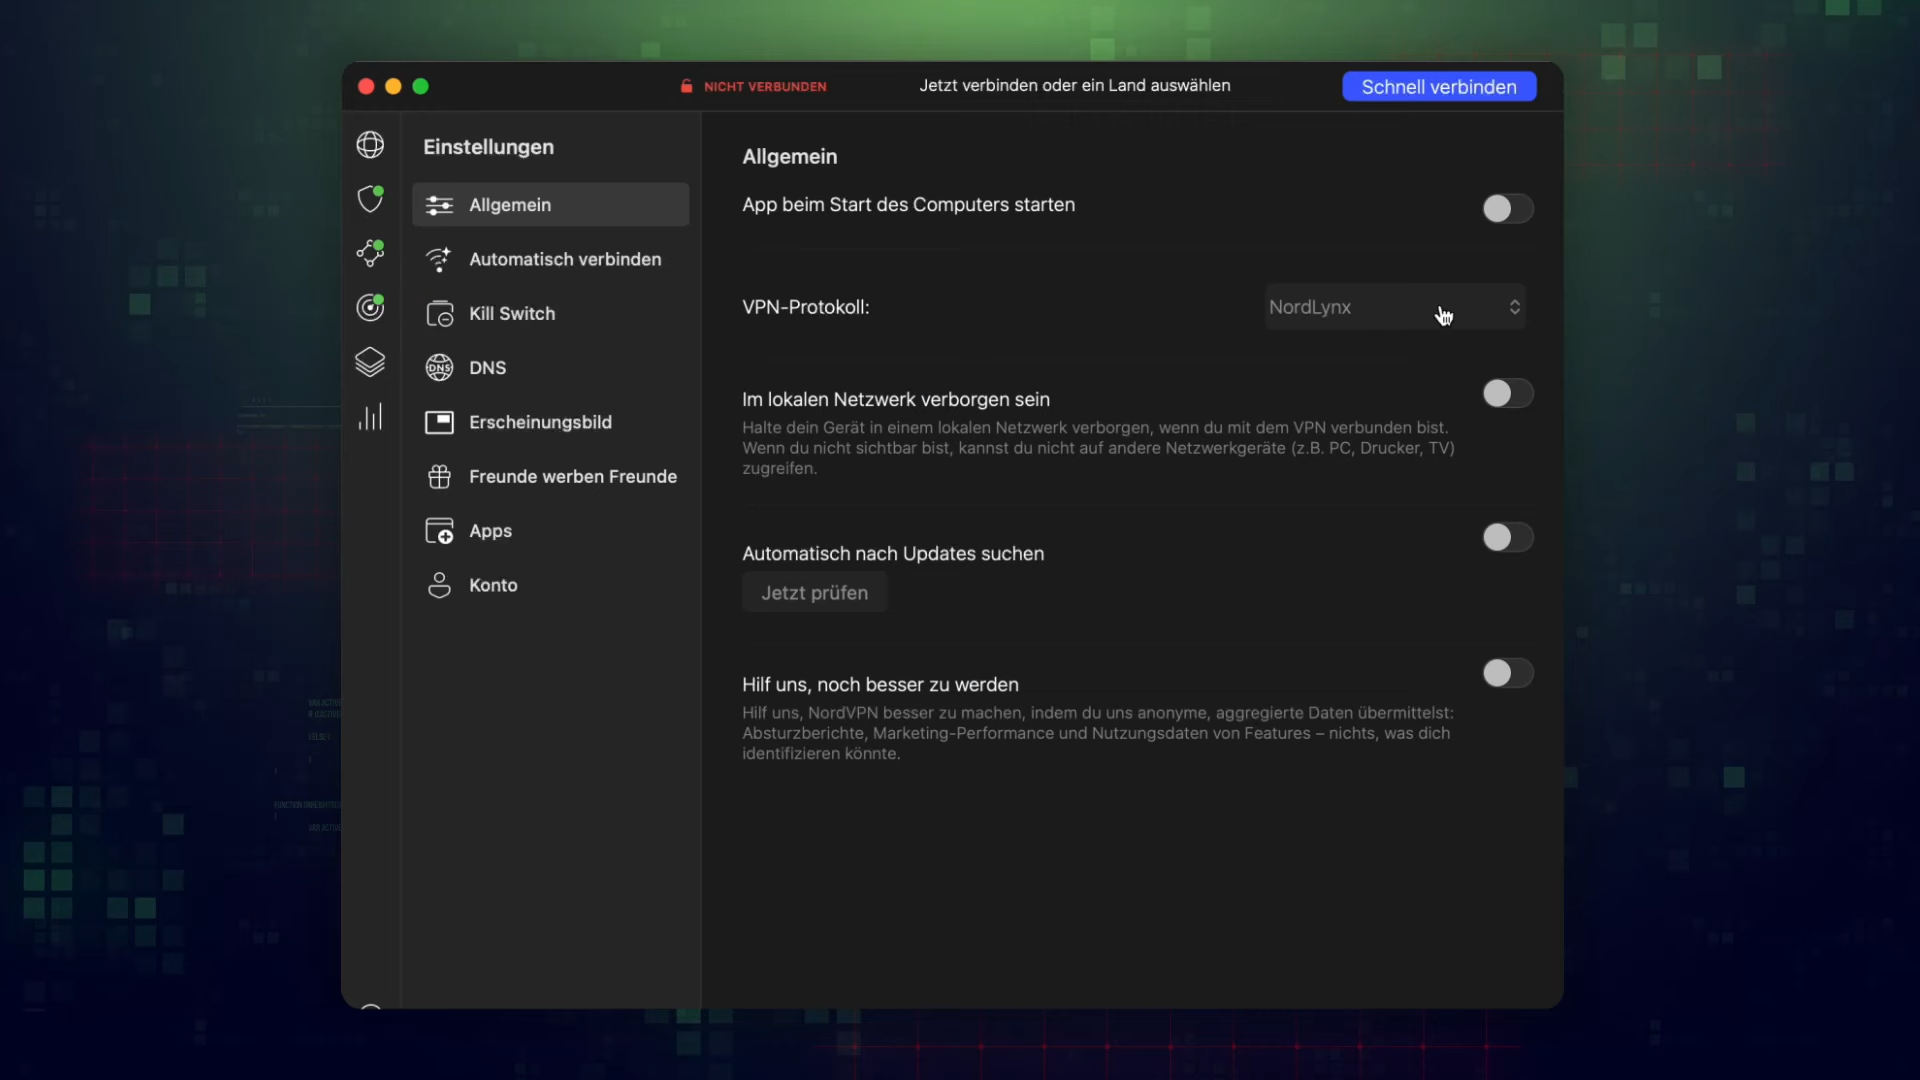 NICHT VERBUNDEN
Jetzt verbinden oder ein Land auswählen
Schnell verbinden
Einstellungen
Allgemein
Automatisch verbinden
Kill Switch
DNS
DNS
Erscheinungsbild
Freunde werben Freunde
Apps
Konto
Allgemein
App beim Start des Computers starten
VPN-Protokoll:
NordLynx
Im lokalen Netzwerk verborgen sein
Halte dein Gerät in einem lokalen Netzwerk verborgen, wenn du mit dem VPN verbunden bist.
Wenn du nicht sichtbar bist, kannst du nicht auf andere Netzwerkgeräte (z.B. PC, Drucker, TV)
zugreifen.
Automatisch nach Updates suchen
Jetzt prüfen
Hilf uns, noch besser zu werden
Hilf uns, NordVPN besser zu machen, indem du uns anonyme, aggregierte Daten übermittelst:
Absturzberichte, Marketing-Performance und Nutzungsdaten von Features – nichts, was dich
identifizieren könnte.